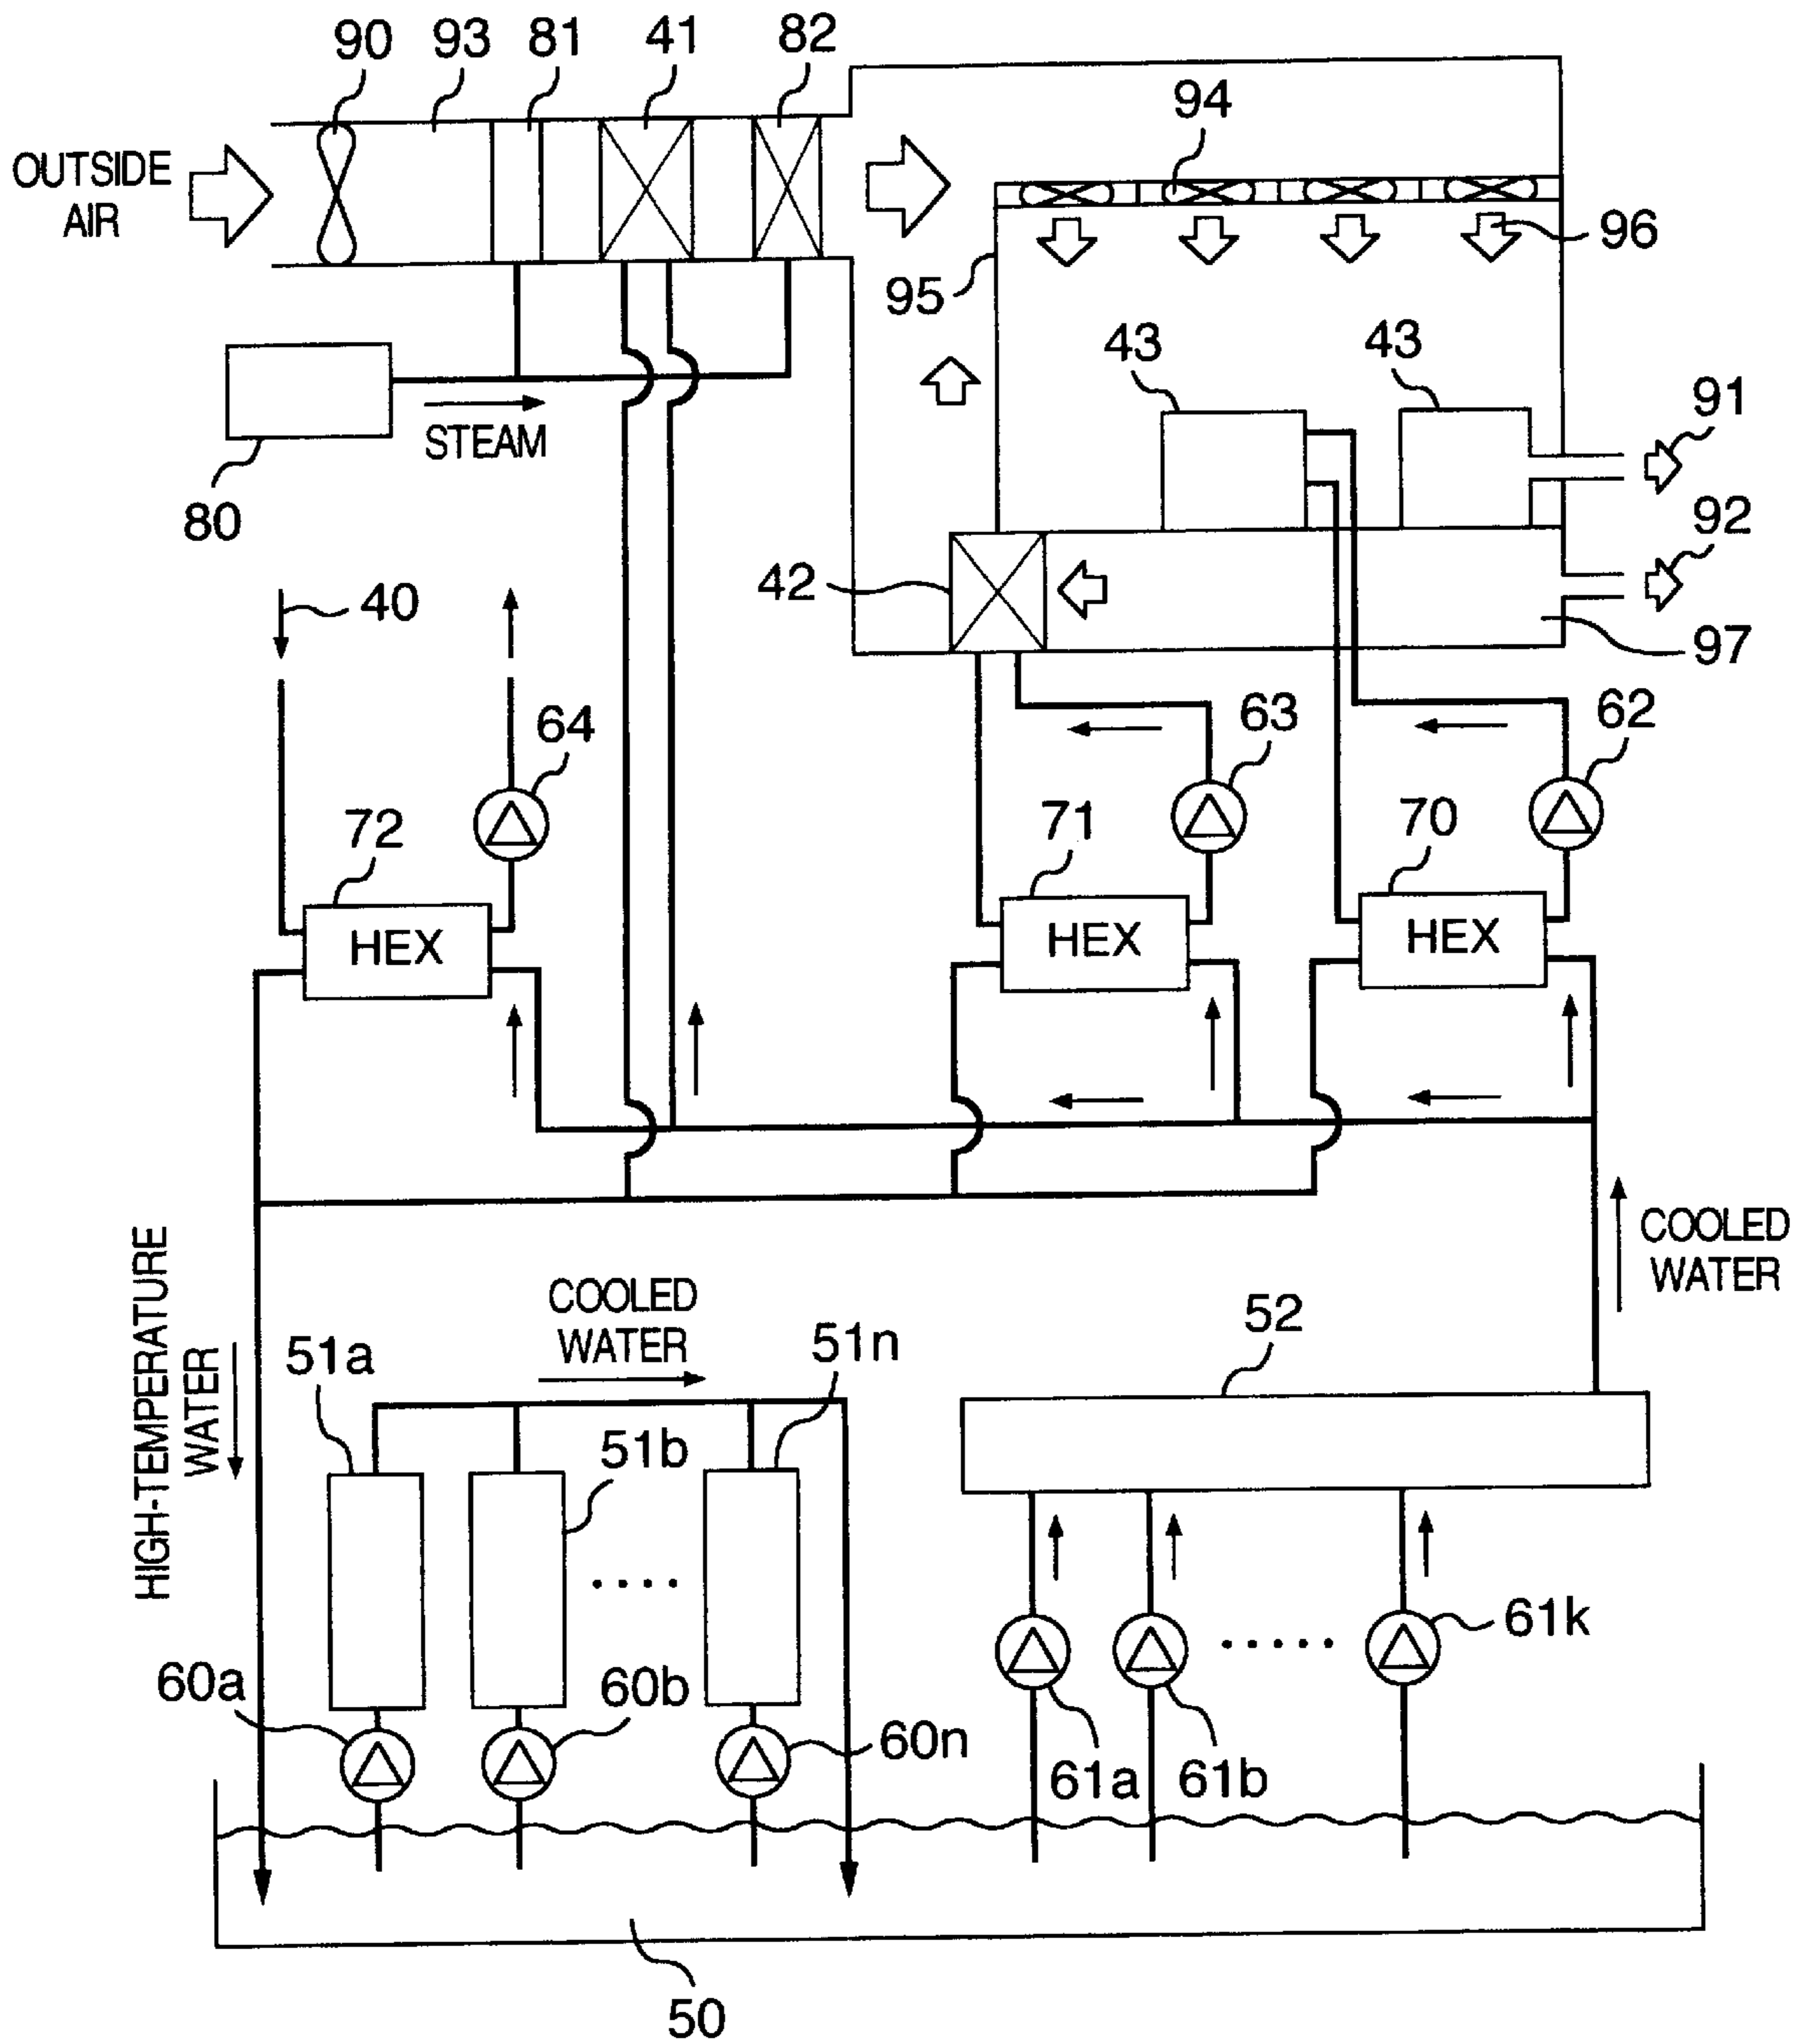 90 93 81 41 82
94
OUTSIDE
AIR
96
95
43 43
91
STEAM
80
92
42
40
97
64 63 62
72 71 70
HEX HEX HEX
COOLED
WATER
HIGH-TEMPERATURE
WATER
COOLED
WATER
52
51a 51n
51b
....
.....
61k
60a 60b
60n
61a 61b
50